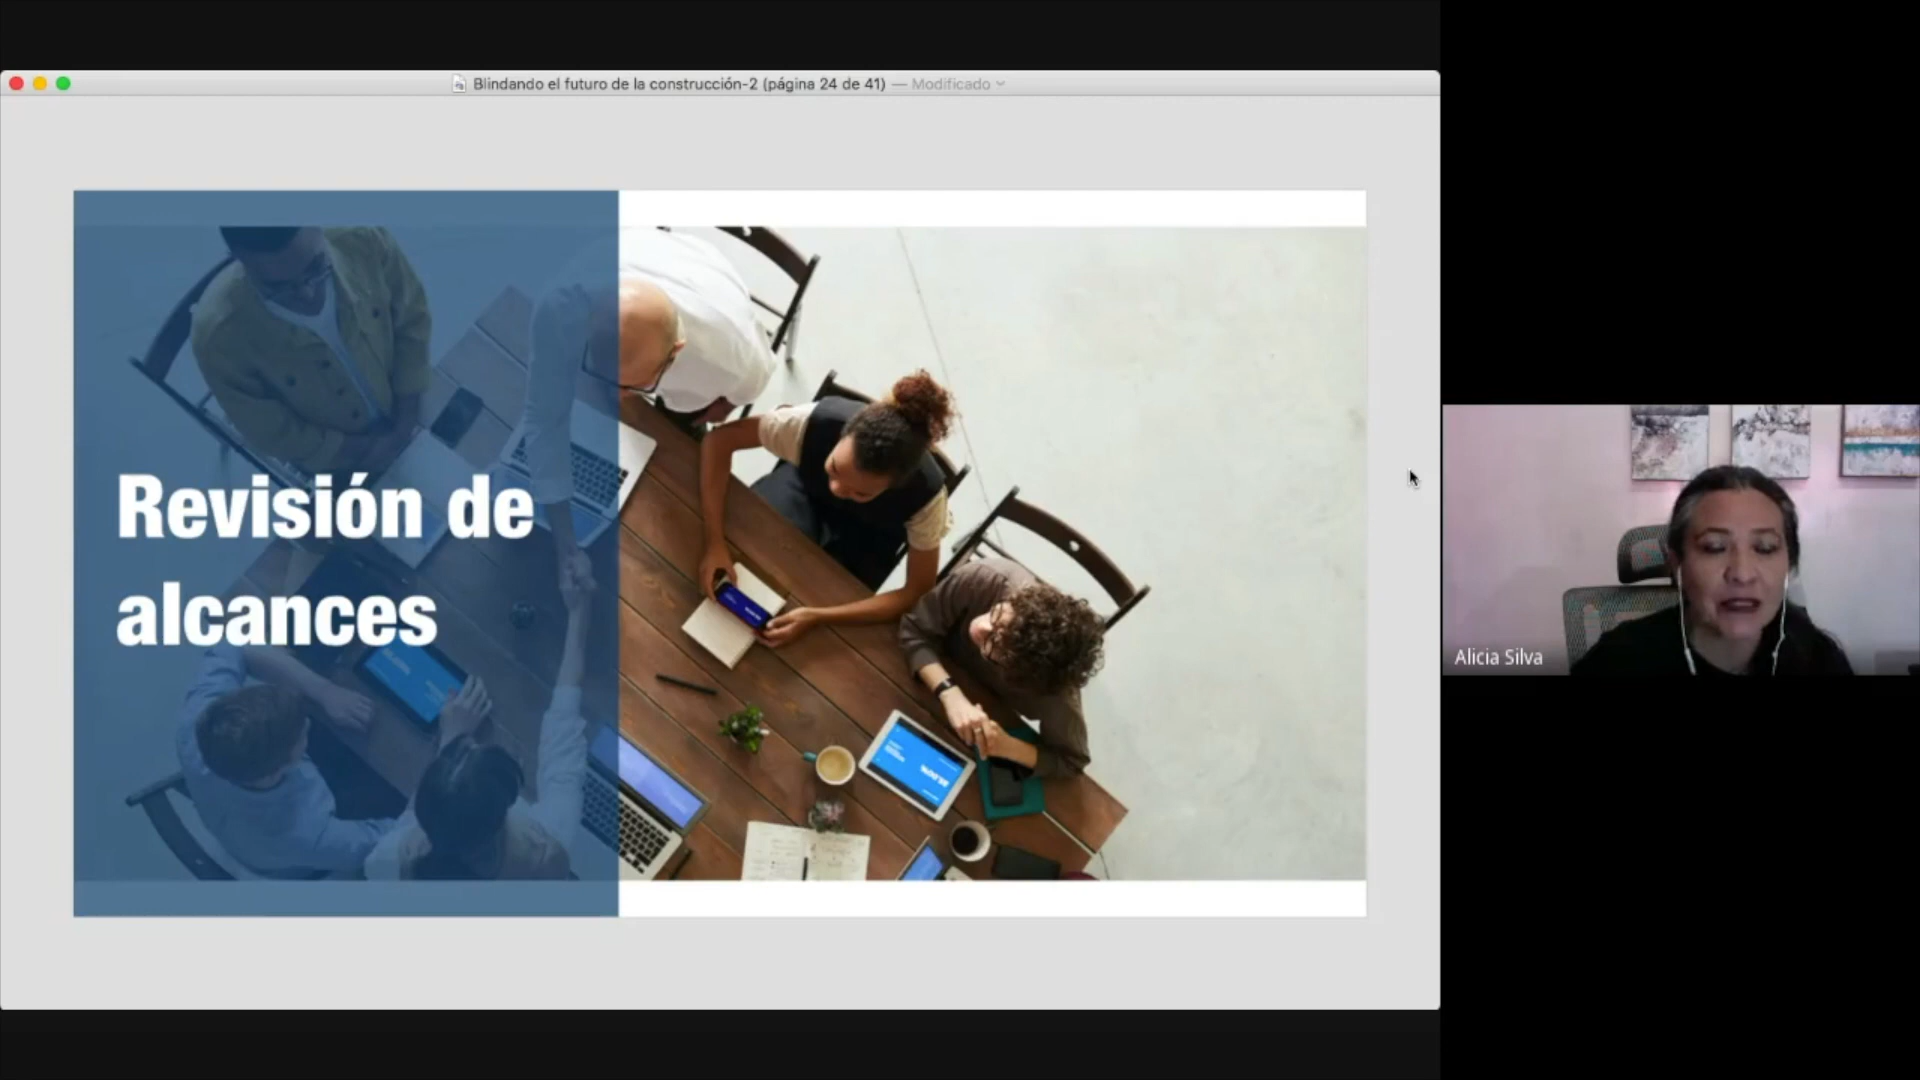 Blindando el futuro de la construcción-2 (página 24 de 41) — Modificado
Revisión de
alcances
Alicia Silva